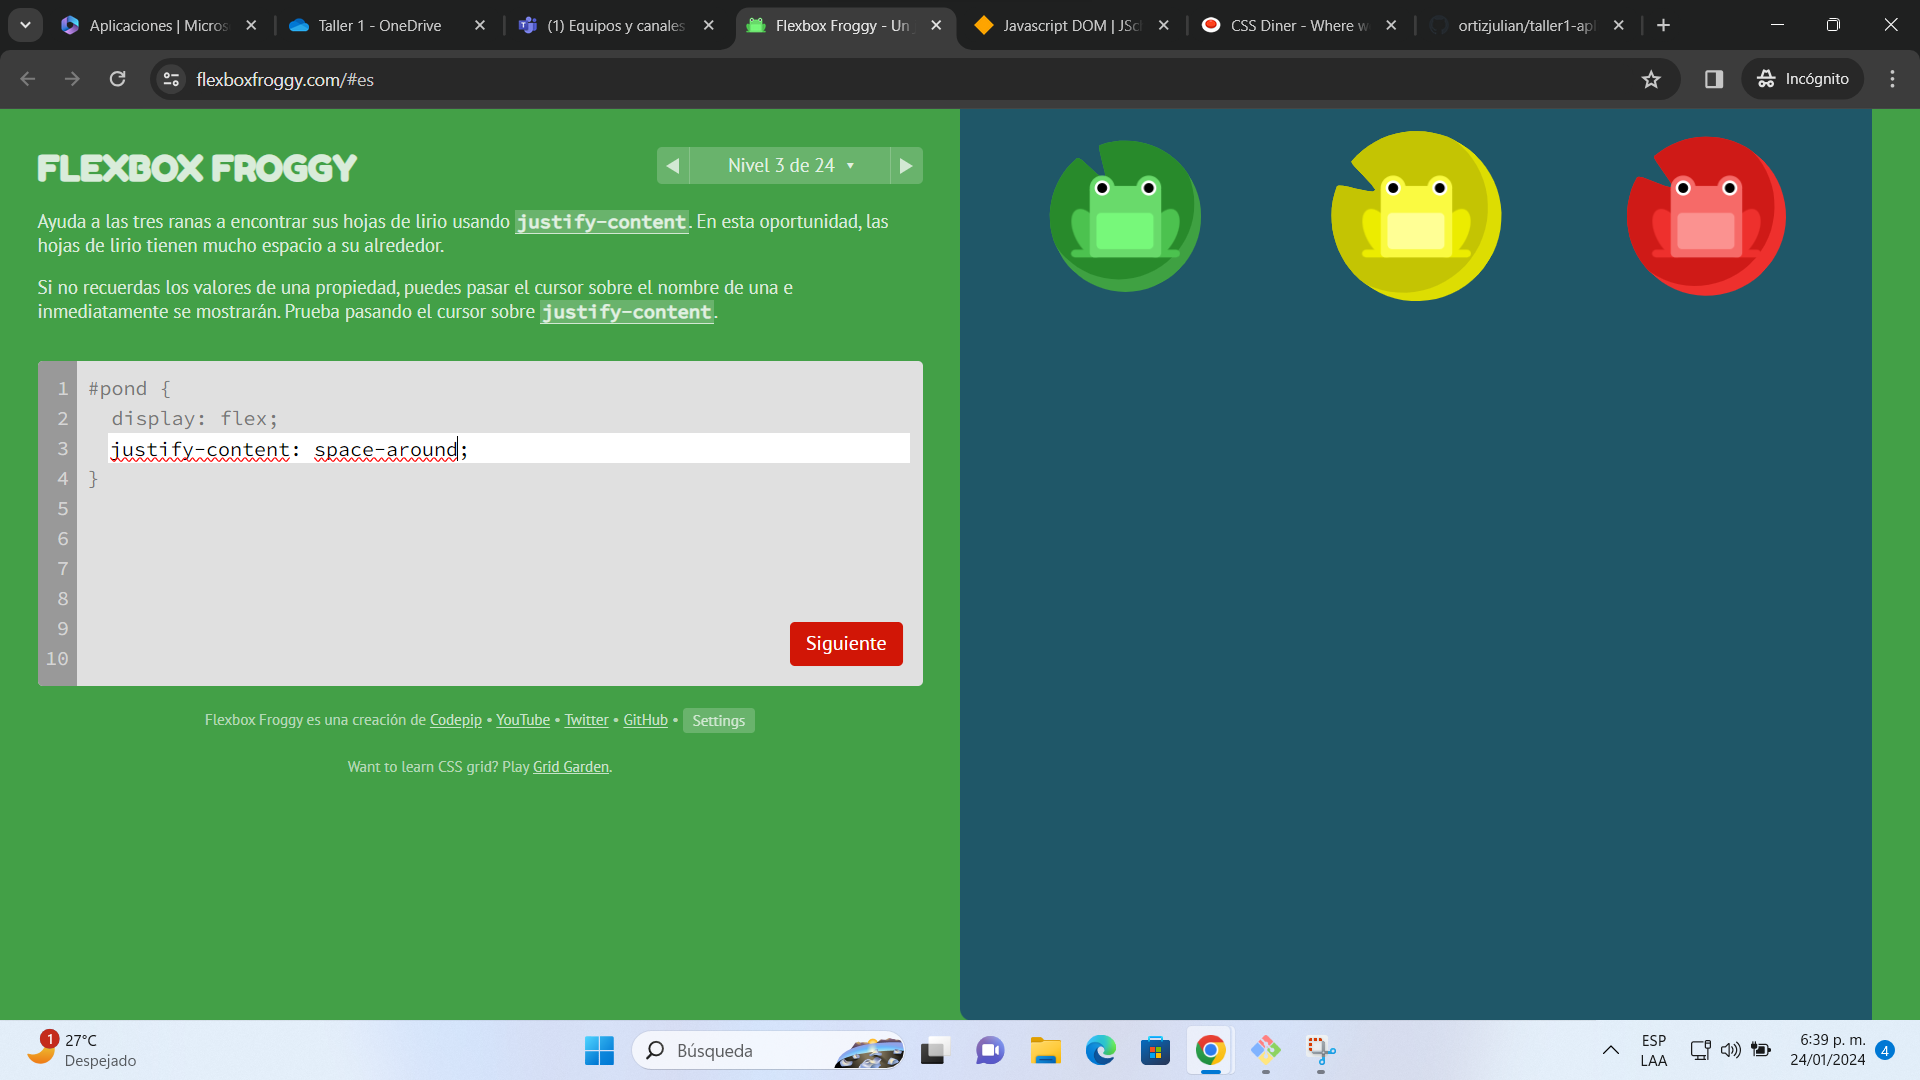 Aplicaciones | Micros
Taller 1 - OneDrive
(1) Equipos y canales
Flexbox Froggy - Un
Javascript DOM | JSc
CSS Diner - Where w
ortizjulian/taller1-apl
flexboxfroggy.com/#es
Incógnito
FLEXBOX FROGGY
Nivel 3 de 24
Ayuda a las tres ranas a encontrar sus hojas de lirio usando justify-content. En esta oportunidad, las
hojas de lirio tienen mucho espacio a su alrededor.
Si no recuerdas los valores de una propiedad, puedes pasar el cursor sobre el nombre de una e
inmediatamente se mostrarán. Prueba pasando el cursor sobre justify-content.
1 #pond {
2 display: flex;
3 justify-content: space-around;
4 }
5
6
7
8
9
10
Siguiente
Flexbox Froggy es una creación de Codepip • YouTube • Twitter • GitHub • Settings
Want to learn CSS grid? Play Grid Garden.
1
27°C
Despejado
Búsqueda
ESP
LAA
6:39 p. m.
24/01/2024
4